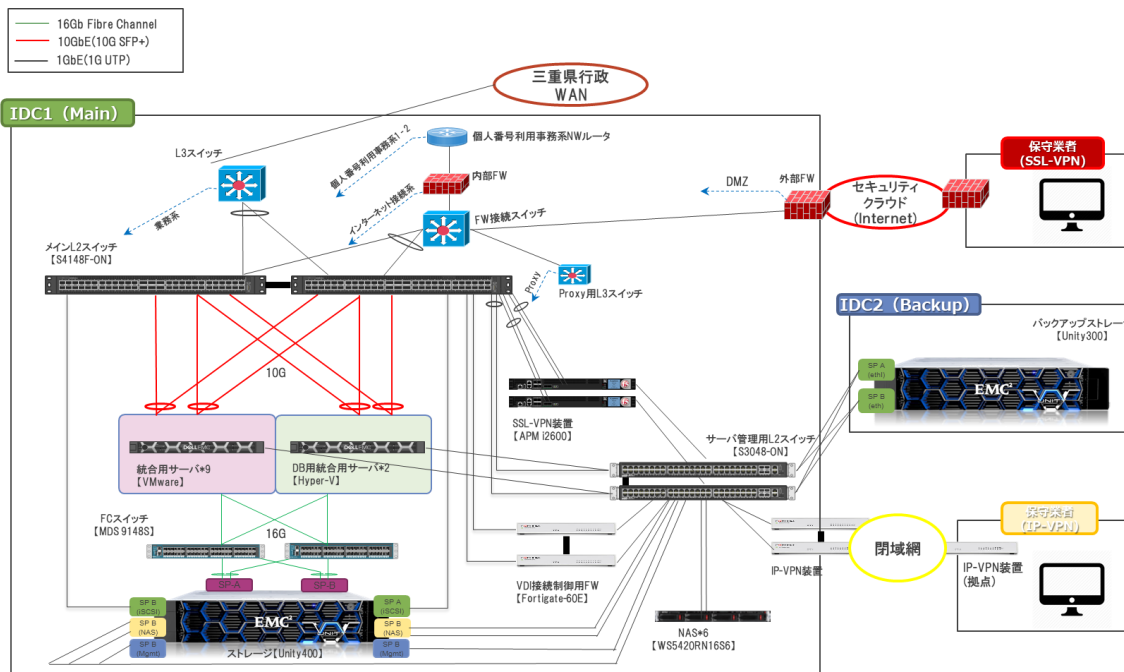 16Gb Fibre Channel
10GbE(10G SFP+)
1GbE(1G UTP)
三重県行政
WAN
IDC1（Main）
L3スイッチ
個人番号利用事務系1-2
個人番号利用事務系NWルータ
内部FW
インターネット接続系
業務系
FW接続スイッチ
DMZ
外部FW
セキュリティ
クラウド
(Internet)
保守業者
(SSL-VPN)
メインL2スイッチ
【S4148F-ON】
Proxy
Proxy用L3スイッチ
IDC2（Backup）
バックアップストレー
【Unity300】
SP A
(eth)
SP B
(eth)
EMC²
UNIT
10G
SSL-VPN装置
【APM i2600】
サーバ管理用L2スイッチ
【S3048-ON】
DELLEMC
統合用サーバ*9
【VMware】
DELLEMC
DB用統合用サーバ*2
【Hyper-V】
FCスイッチ
【MDS 9148S】
16G
SP-A
SP-B
VDI接続制御用FW
【Fortigate-60E】
IP-VPN装置
閉域網
保守業者
(IP-VPN)
IP-VPN装置
(拠点)
SP B
(iSCSI)
SP B
(NAS)
SP B
(Mgmt)
EMC²
UNIT
SP A
(iSCSI)
SP B
(NAS)
SP B
(Mgmt)
ストレージ【Unity400】
NAS*6
【WS5420RN16S6】